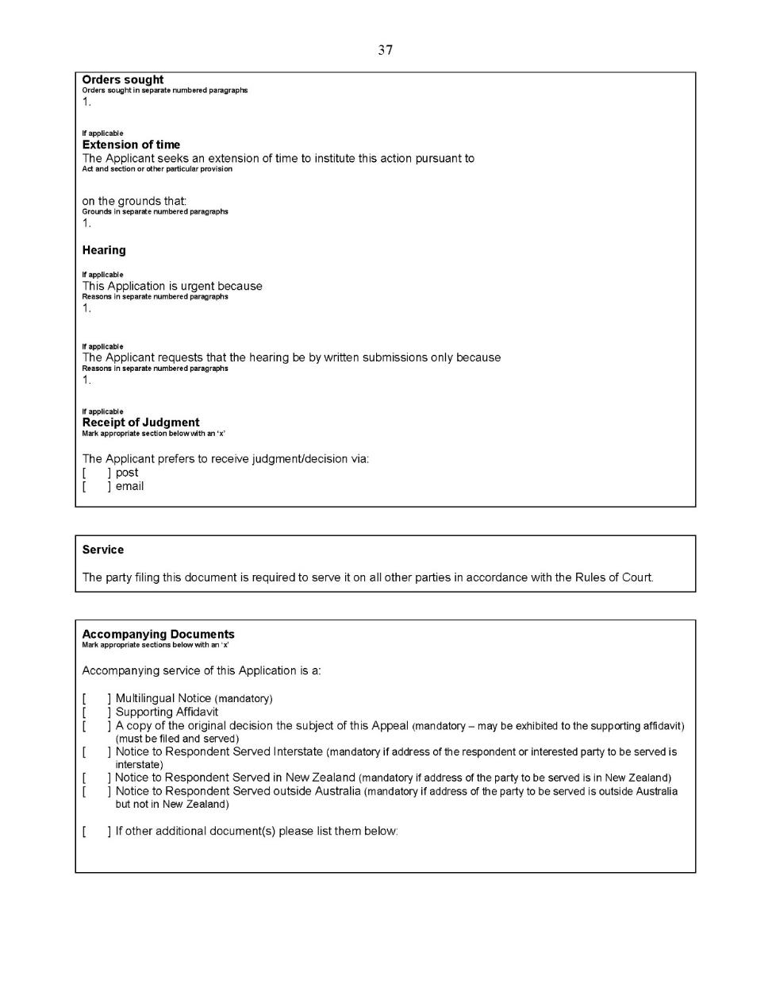 37
Orders sought
Orders sought in separate numbered paragraphs
1.
If applicable
Extension of time
The Applicant seeks an extension of time to institute this action pursuant to
Act and section or other particular provision
on the grounds that:
Grounds in separate numbered paragraphs
1.
Hearing
If applicable
This Application is urgent because
Reasons in separate numbered paragraphs
1.
If applicable
The Applicant requests that the hearing be by written submissions only because
Reasons in separate numbered paragraphs
1.
If applicable
Receipt of Judgment
Mark appropriate section below with an ‘x’
The Applicant prefers to receive judgment/decision via:
[ ] post
[ ] email
Service
The party filing this document is required to serve it on all other parties in accordance with the Rules of Court.
Accompanying Documents
Mark appropriate sections below with an ‘x’
Accompanying service of this Application is a:
[ ] Multilingual Notice (mandatory)
[ ] Supporting Affidavit
[ ] A copy of the original decision the subject of this Appeal (mandatory – may be exhibited to the supporting affidavit)
(must be filed and served)
[ ] Notice to Respondent Served Interstate (mandatory if address of the respondent or interested party to be served is
interstate)
[ ] Notice to Respondent Served in New Zealand (mandatory if address of the party to be served is in New Zealand)
[ ] Notice to Respondent Served outside Australia (mandatory if address of the party to be served is outside Australia
but not in New Zealand)
[ ] If other additional document(s) please list them below: